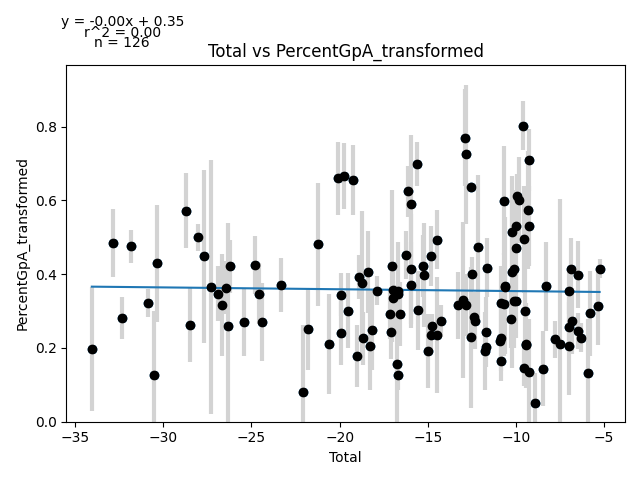 y = -0.00x + 0.35
r^2 = 0.00
n = 126
Total vs PercentGpA_transformed
PercentGpA_transformed
0.8
0.6
0.4
0.2
0.0
−35 −30 −25 −20 −15 −10 −5
Total